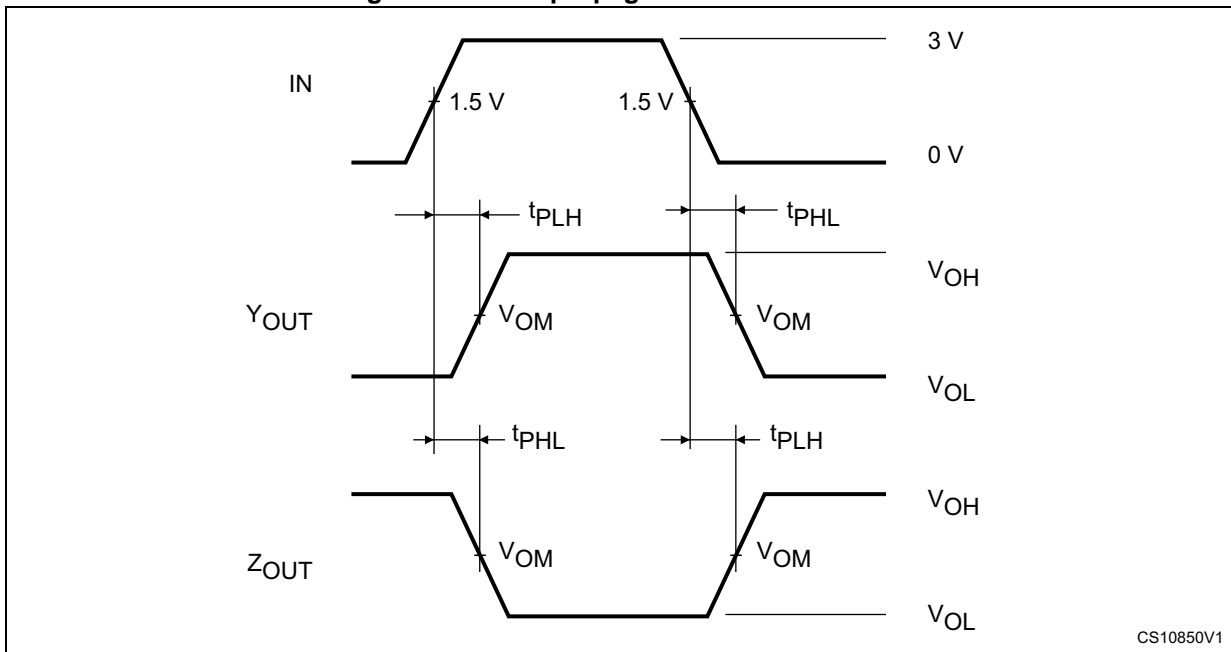 3 V
IN
1.5 V
1.5 V
0 V
tPLH
tPHL
VOH
YOUT
VOM
VOM
VOL
tPHL
tPLH
VOH
ZOUT
VOM
VOM
VOL
CS10850V1